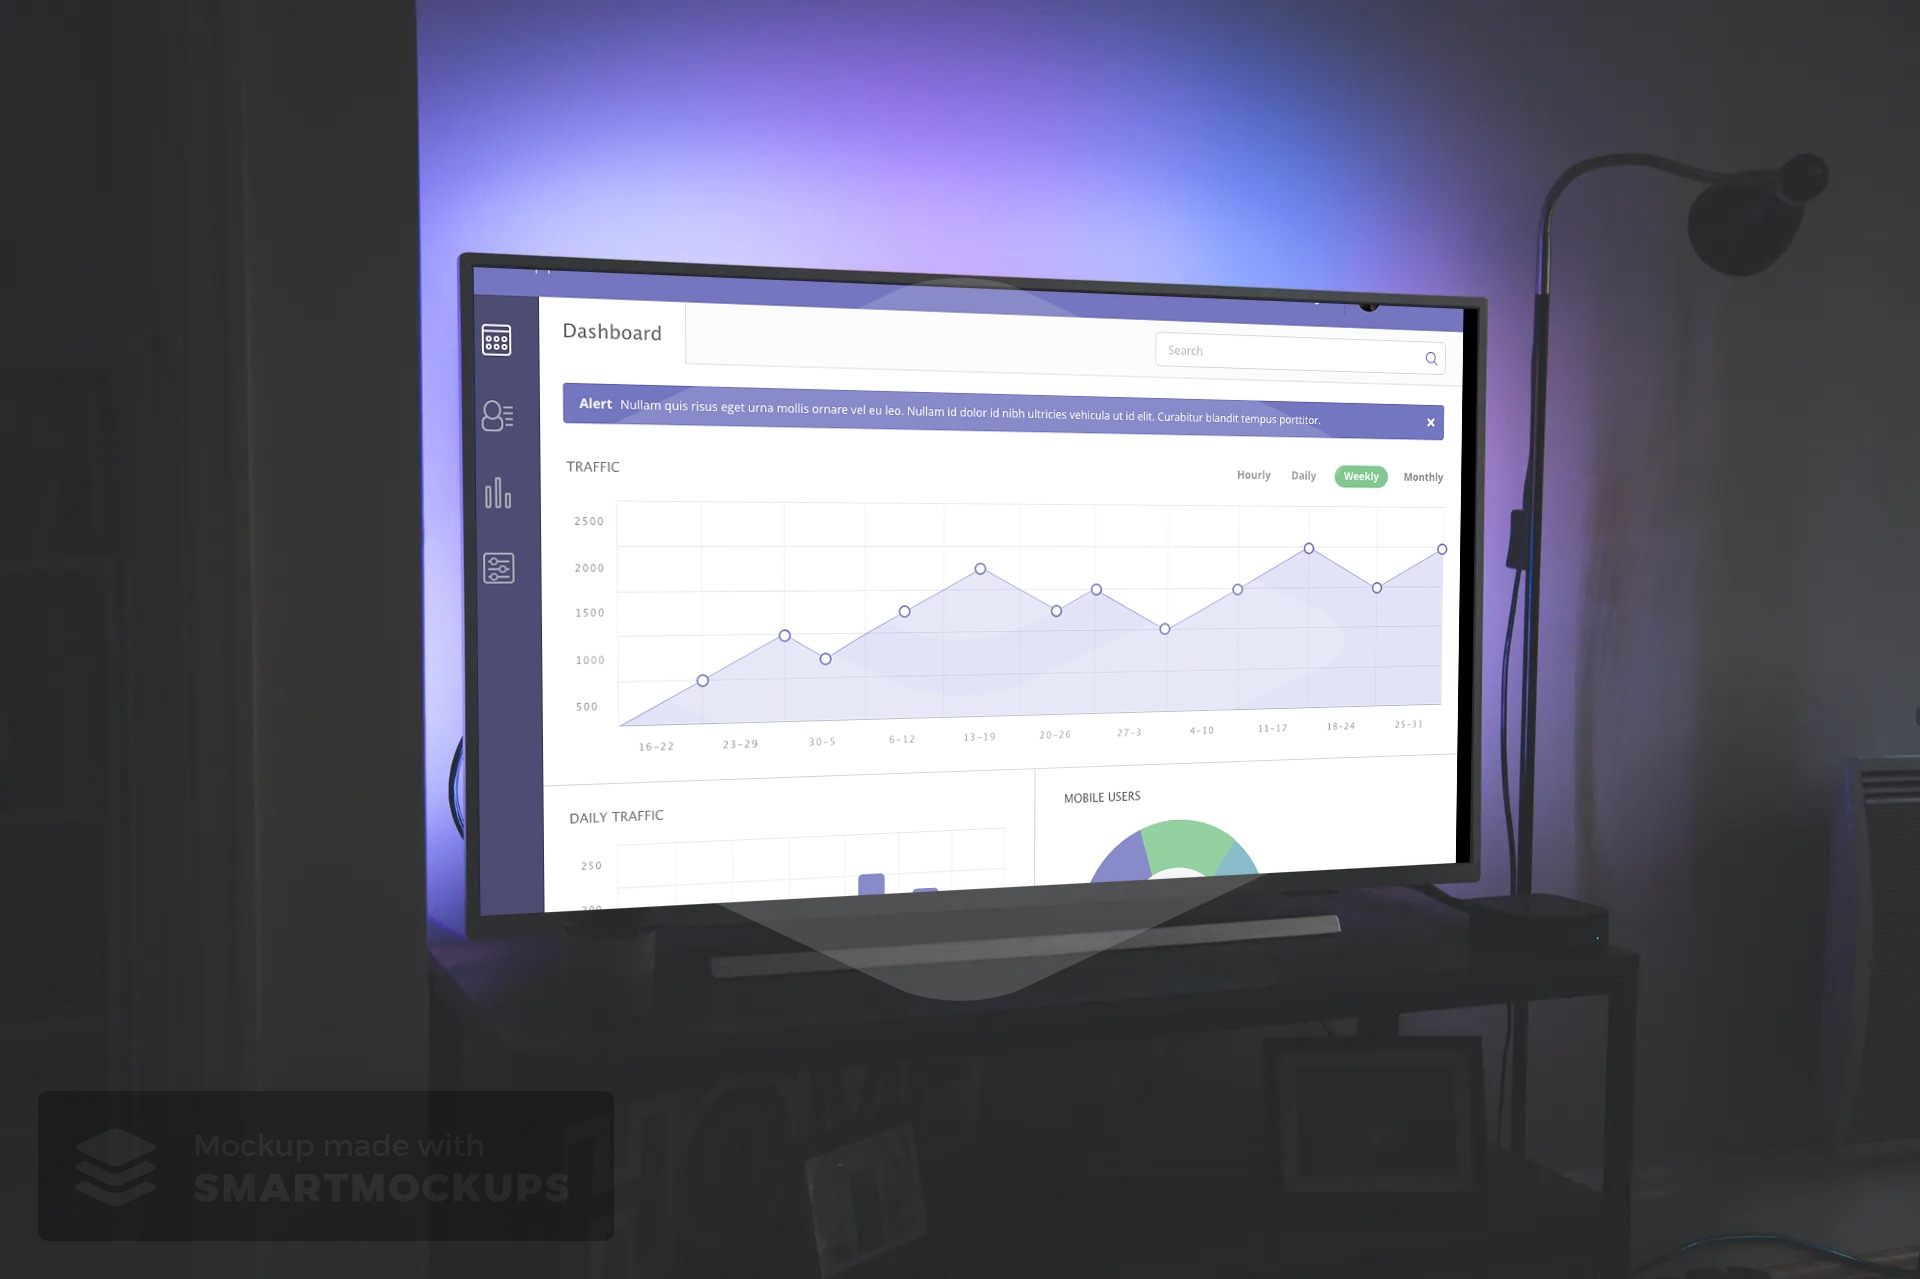 Dashboard
Search
Alert Nullam quis risus eget urna mollis ornare vel eu leo. Nullam id dolor id nibh ultricies vehicula ut id elit. Curabitur blandit tempus porttitor. ×
TRAFFIC
Hourly Daily Weekly Monthly
2500
2000
1500
1000
500
16-22 23-29 30-5 6-12 13-19 20-26 27-3 4-10 11-17 18-24 25-31
DAILY TRAFFIC
250
MOBILE USERS
Mockup made with
SMARTMOCKUPS